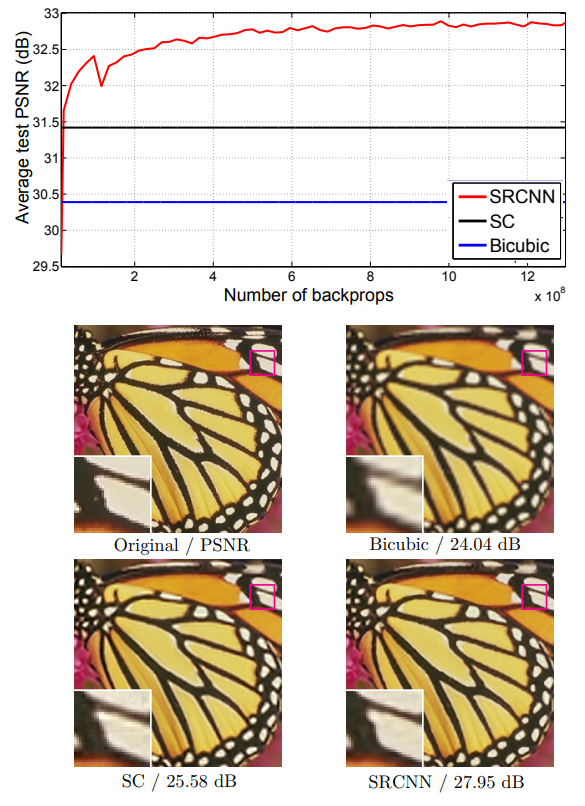 33
32.5
32
31.5
31
30.5
30
29.5
Average test PSNR (dB)
SRCNN
SC
Bicubic
2 4 6 8 10 12
Number of backprops
x 10^8
Original / PSNR
Bicubic / 24.04 dB
SC / 25.58 dB
SRCNN / 27.95 dB